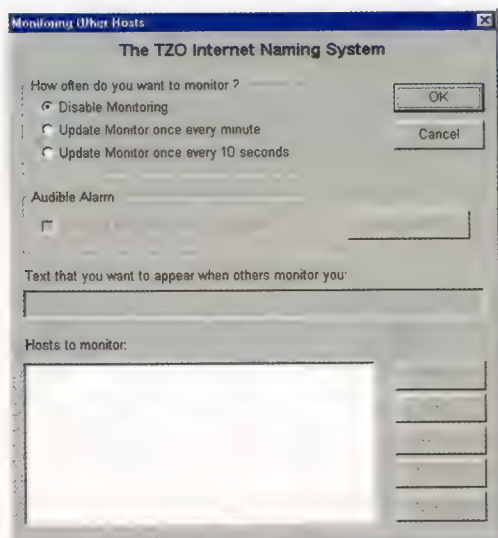 Monitoring Other Hosts
The TZO Internet Naming System
How often do you want to monitor ?
Disable Monitoring
Update Monitor once every minute
Update Monitor once every 10 seconds
OK
Cancel
Audible Alarm
Text that you want to appear when others monitor you:
Hosts to monitor: